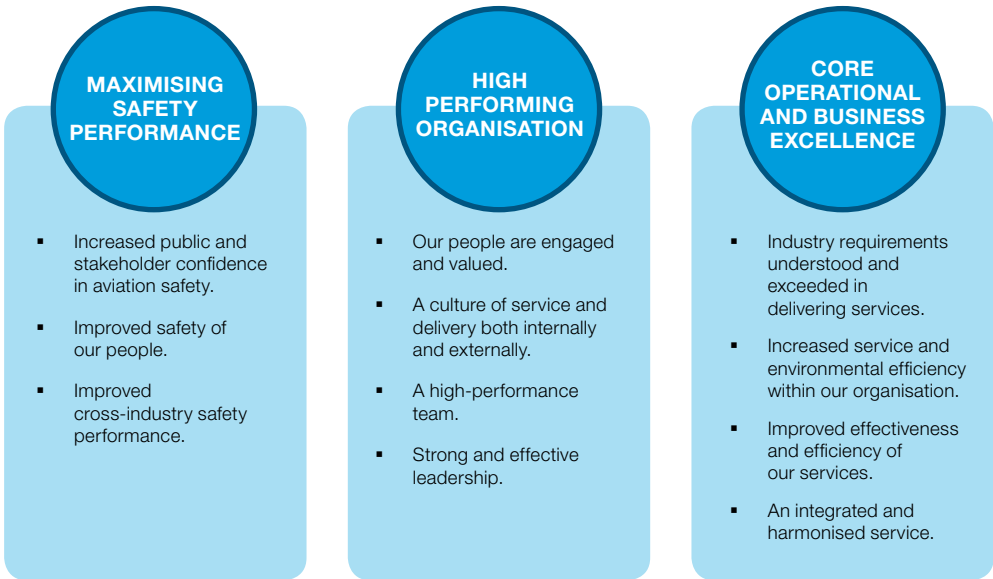 MAXIMISING
SAFETY
PERFORMANCE
▪ Increased public and
stakeholder confidence
in aviation safety.
▪ Improved safety of
our people.
▪ Improved
cross-industry safety
performance.
HIGH
PERFORMING
ORGANISATION
▪ Our people are engaged
and valued.
▪ A culture of service and
delivery both internally
and externally.
▪ A high-performance
team.
▪ Strong and effective
leadership.
CORE
OPERATIONAL
AND BUSINESS
EXCELLENCE
▪ Industry requirements
understood and
exceeded in
delivering services.
▪ Increased service and
environmental efficiency
within our organisation.
▪ Improved effectiveness
and efficiency of
our services.
▪ An integrated and
harmonised service.